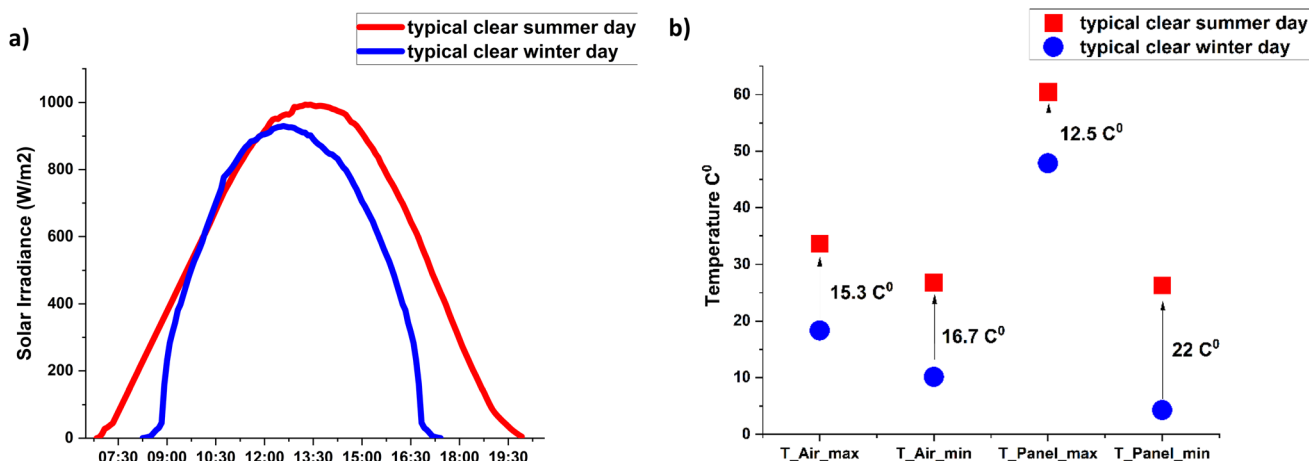 a)
typical clear summer day
typical clear winter day
Solar Irradiance (W/m2)
1000
800
600
400
200
0
07:30 09:00 10:30 12:00 13:30 15:00 16:30 18:00 19:30
b)
typical clear summer day
typical clear winter day
Temperature C⁰
60
50
40
30
20
10
0
15.3 C⁰
16.7 C⁰
12.5 C⁰
22 C⁰
T_Air_max T_Air_min T_Panel_max T_Panel_min